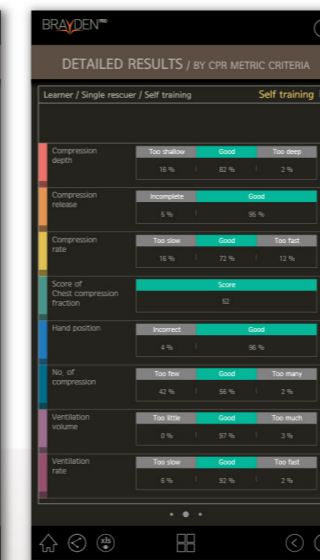 BRAYDEN PRO
DETAILED RESULTS / BY CPR METRIC CRITERIA
Learner / Single rescuer / Self training Self training
Compression
depth
Too shallow Good Too deep
16 % 82 % 2 %
Compression
release
Incomplete Good
5 % 95 %
Compression
rate
Too slow Good Too fast
16 % 72 % 12 %
Score of
Chest compression
fraction
Score
52
Hand position
Incorrect Good
4 % 96 %
No. of
compression
Too few Good Too many
42 % 56 % 2 %
Ventilation
volume
Too little Good Too much
0 % 97 % 3 %
Ventilation
rate
Too slow Good Too fast
6 % 92 % 2 %
xls